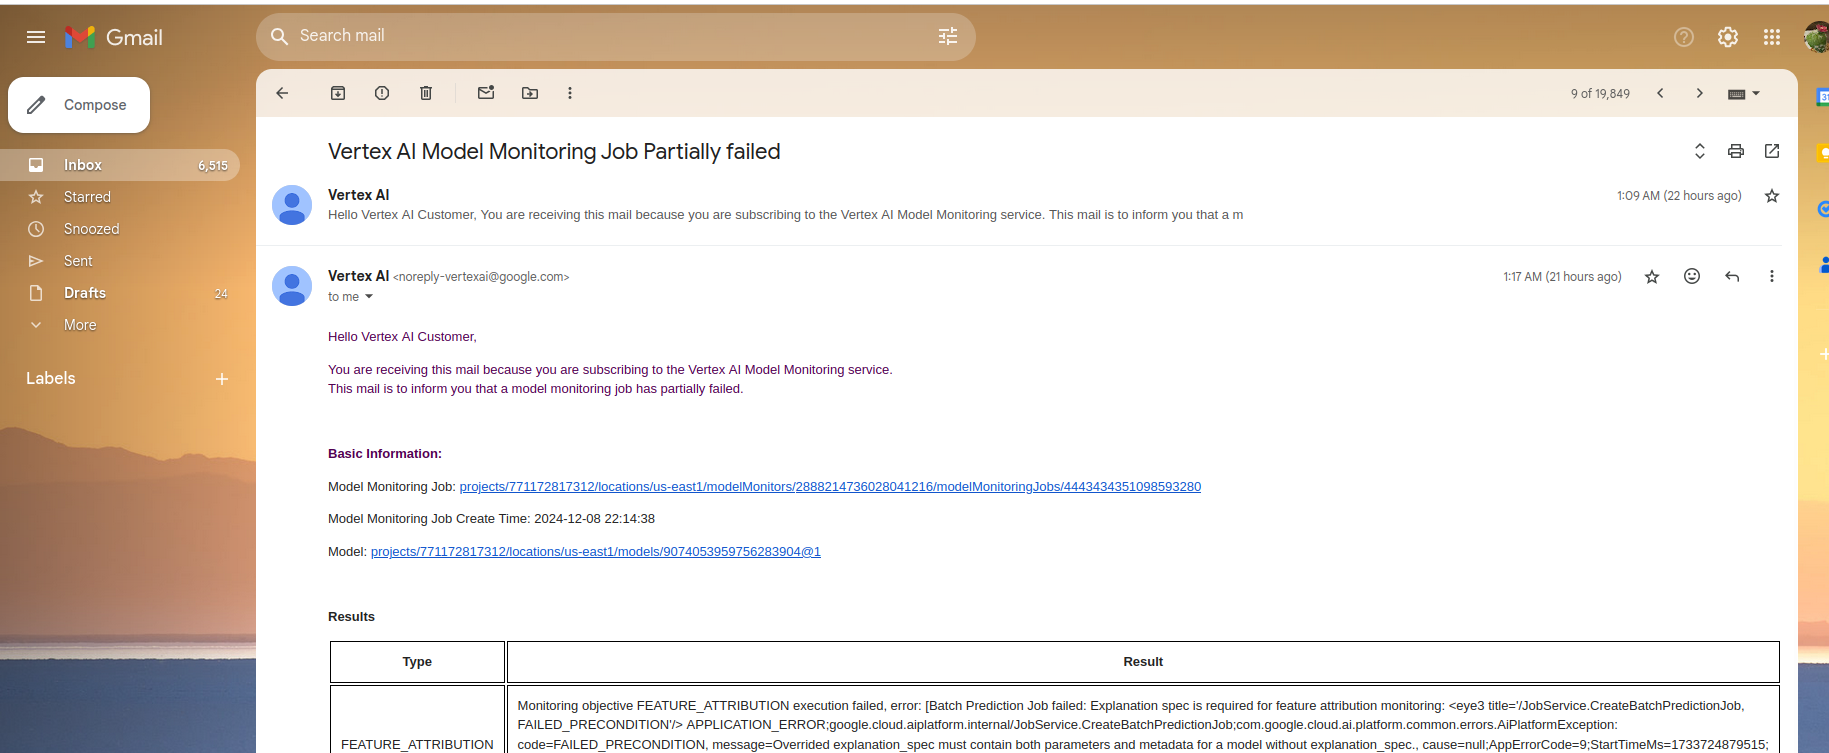 Gmail
Search mail
Compose
9 of 19,849
Inbox 6,515
Starred
Snoozed
Sent
Drafts 24
More
Labels
31
Vertex AI Model Monitoring Job Partially failed
Vertex AI 1:09 AM (22 hours ago)
Hello Vertex AI Customer, You are receiving this mail because you are subscribing to the Vertex AI Model Monitoring service. This mail is to inform you that a m
Vertex AI <noreply-vertexai@google.com> 1:17 AM (21 hours ago)
to me
Hello Vertex AI Customer,
You are receiving this mail because you are subscribing to the Vertex AI Model Monitoring service.
This mail is to inform you that a model monitoring job has partially failed.
Basic Information:
Model Monitoring Job: projects/771172817312/locations/us-east1/modelMonitors/2888214736028041216/modelMonitoringJobs/4443434351098593280
Model Monitoring Job Create Time: 2024-12-08 22:14:38
Model: projects/771172817312/locations/us-east1/models/9074053959756283904@1
Results
Type Result
Monitoring objective FEATURE_ATTRIBUTION execution failed, error: [Batch Prediction Job failed: Explanation spec is required for feature attribution monitoring: <eye3 title='/JobService.CreateBatchPredictionJob,
FAILED_PRECONDITION'/> APPLICATION_ERROR;google.cloud.aiplatform.internal/JobService.CreateBatchPredictionJob;com.google.cloud.ai.platform.common.errors.AiPlatformException:
FEATURE_ATTRIBUTION code=FAILED_PRECONDITION, message=Overrided explanation_spec must contain both parameters and metadata for a model without explanation_spec., cause=null;AppErrorCode=9;StartTimeMs=1733724879515;